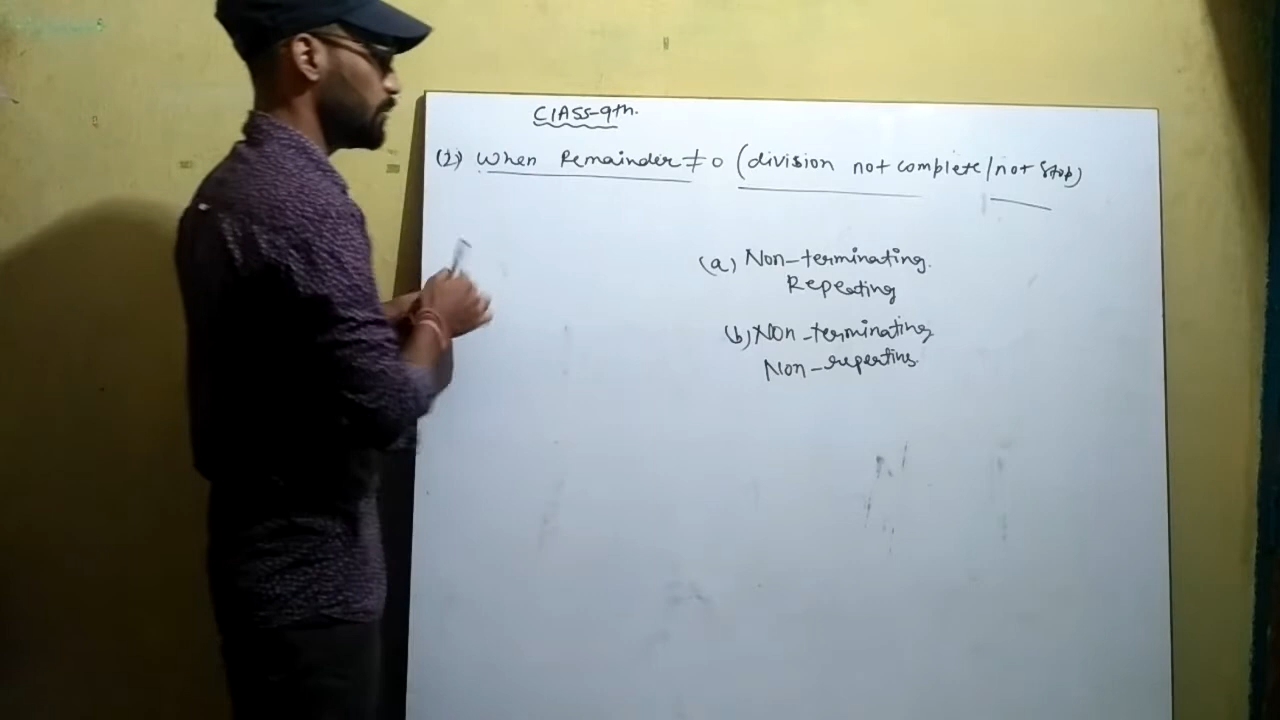 CLASS-9th.
(2) When Remainder ≠ 0 (division not complete/not stop)
(a) Non-terminating.
Repeating
(b) Non-terminating
Non-repeating.